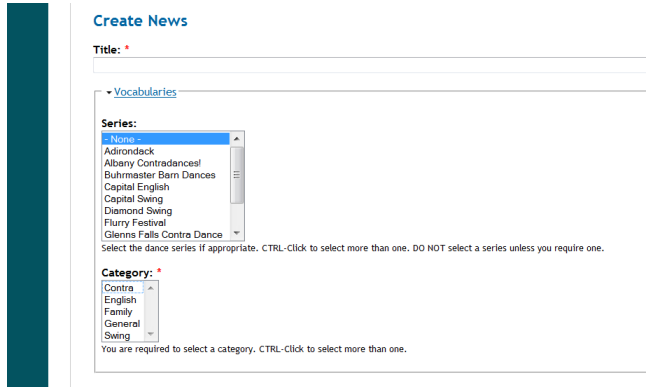 Create News
Title: *
Vocabularies
Series:
- None -
Adirondack
Albany Contradances!
Buhrmaster Barn Dances
Capital English
Capital Swing
Diamond Swing
Flurry Festival
Glenns Falls Contra Dance
Select the dance series if appropriate. CTRL-Click to select more than one. DO NOT select a series unless you require one.
Category: *
Contra
English
Family
General
Swing
You are required to select a category. CTRL-Click to select more than one.